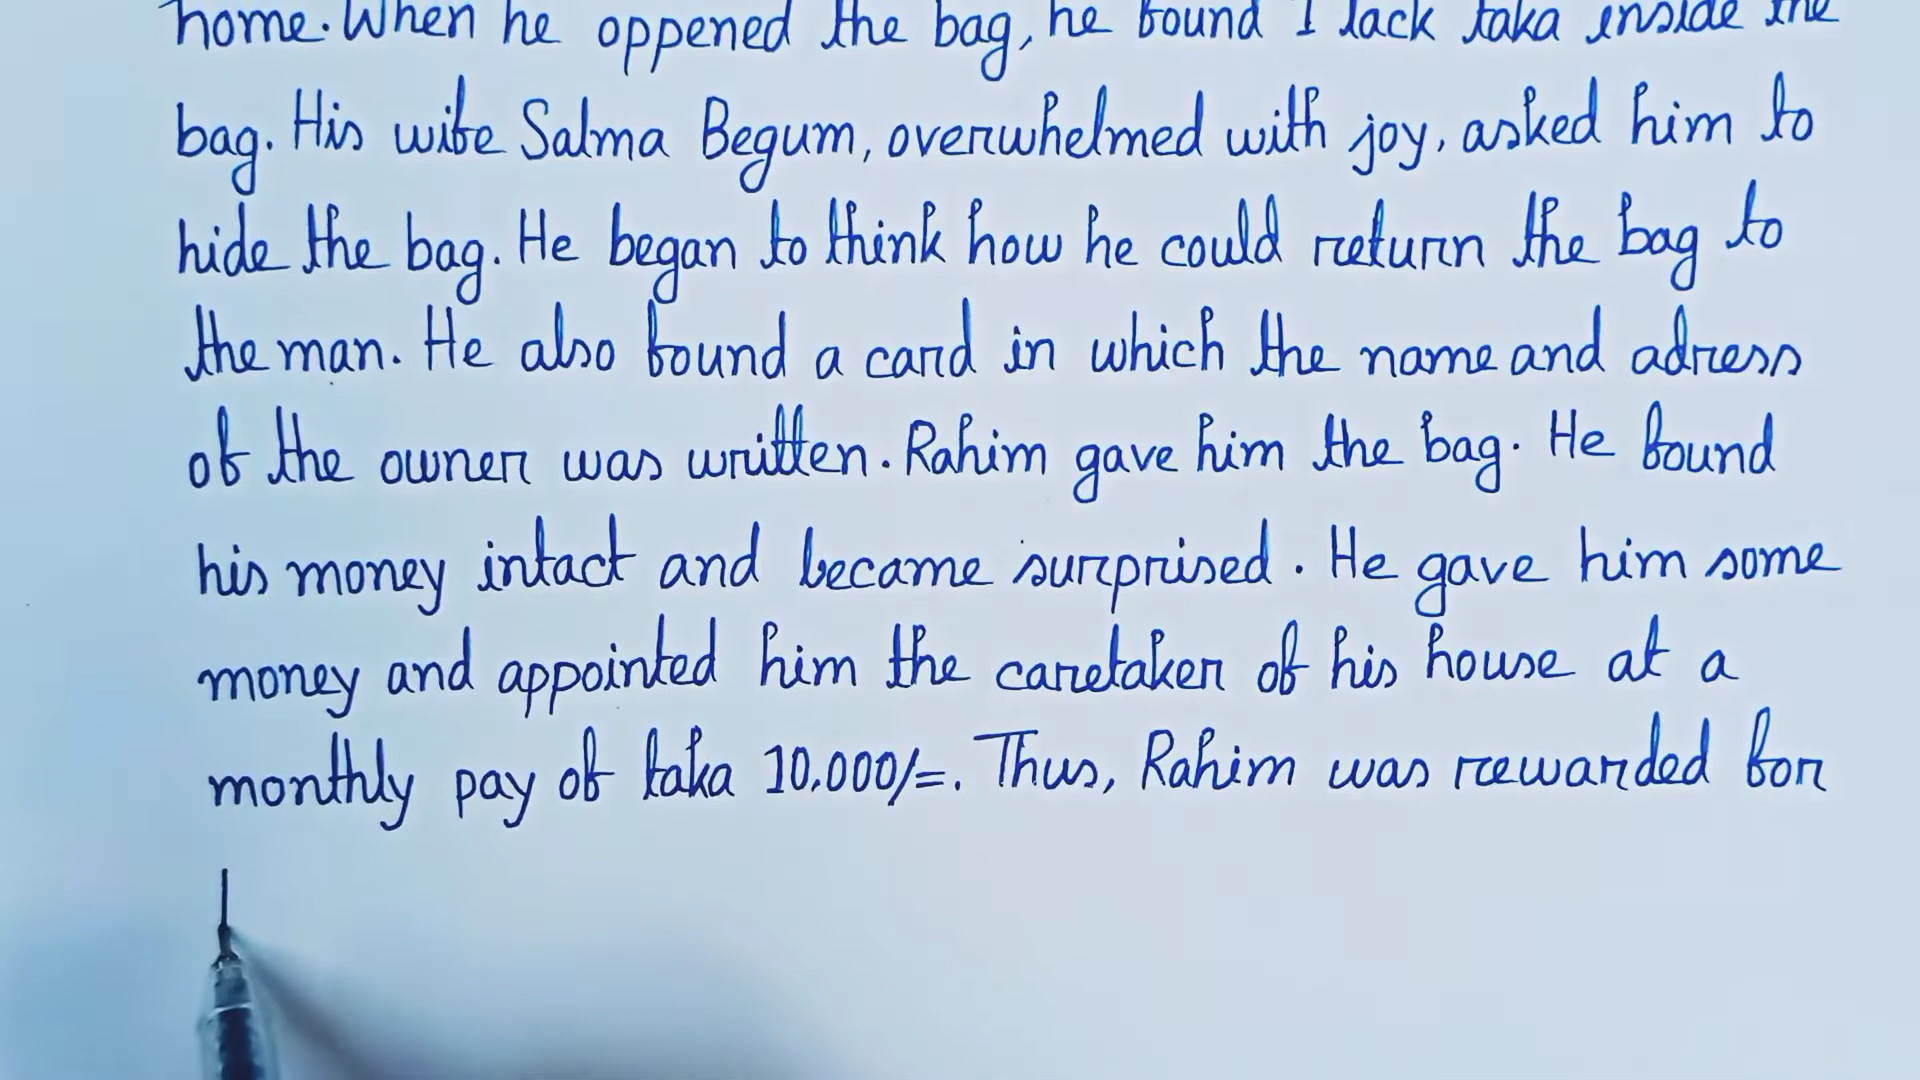 home. When he oppened the bag, he found 1 lack taka inside the
bag. His wife Salma Begum, overwhelmed with joy, asked him to
hide the bag. He began to think how he could return the bag to
the man. He also found a card in which the name and adress
of the owner was written. Rahim gave him the bag. He found
his money intact and became surprised. He gave him some
money and appointed him the caretaker of his house at a
monthly pay of taka 10,000/=. Thus, Rahim was rewarded for